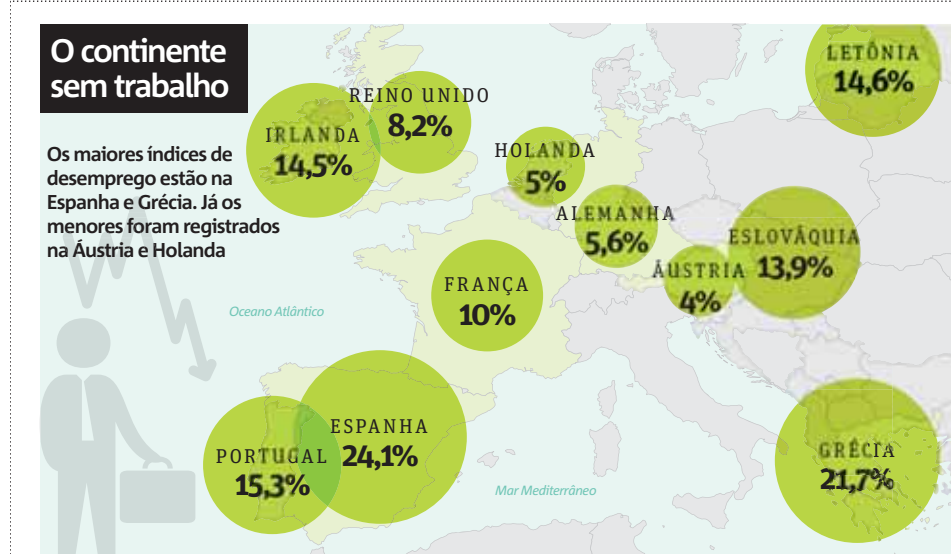 O continente
sem trabalho
Os maiores índices de
desemprego estão na
Espanha e Grécia. Já os
menores foram registrados
na Áustria e Holanda
LETÔNIA
14,6%
REINO UNIDO
8,2%
IRLANDA
14,5%
HOLANDA
5%
ALEMANHA
5,6%
ESLOVÁQUIA
13,9%
ÁUSTRIA
4%
FRANÇA
10%
Oceano Atlântico
ESPANHA
24,1%
PORTUGAL
15,3%
GRÉCIA
21,7%
Mar Mediterrâneo